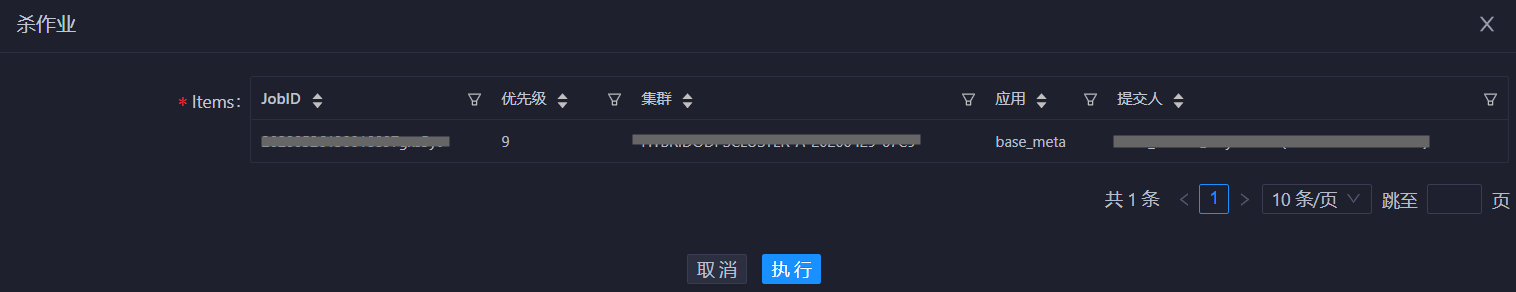 杀作业
* Items:
JobID 优先级 集群 应用 提交人
9 base_meta
共 1 条 1 10 条/页 跳至 页
取消 执行